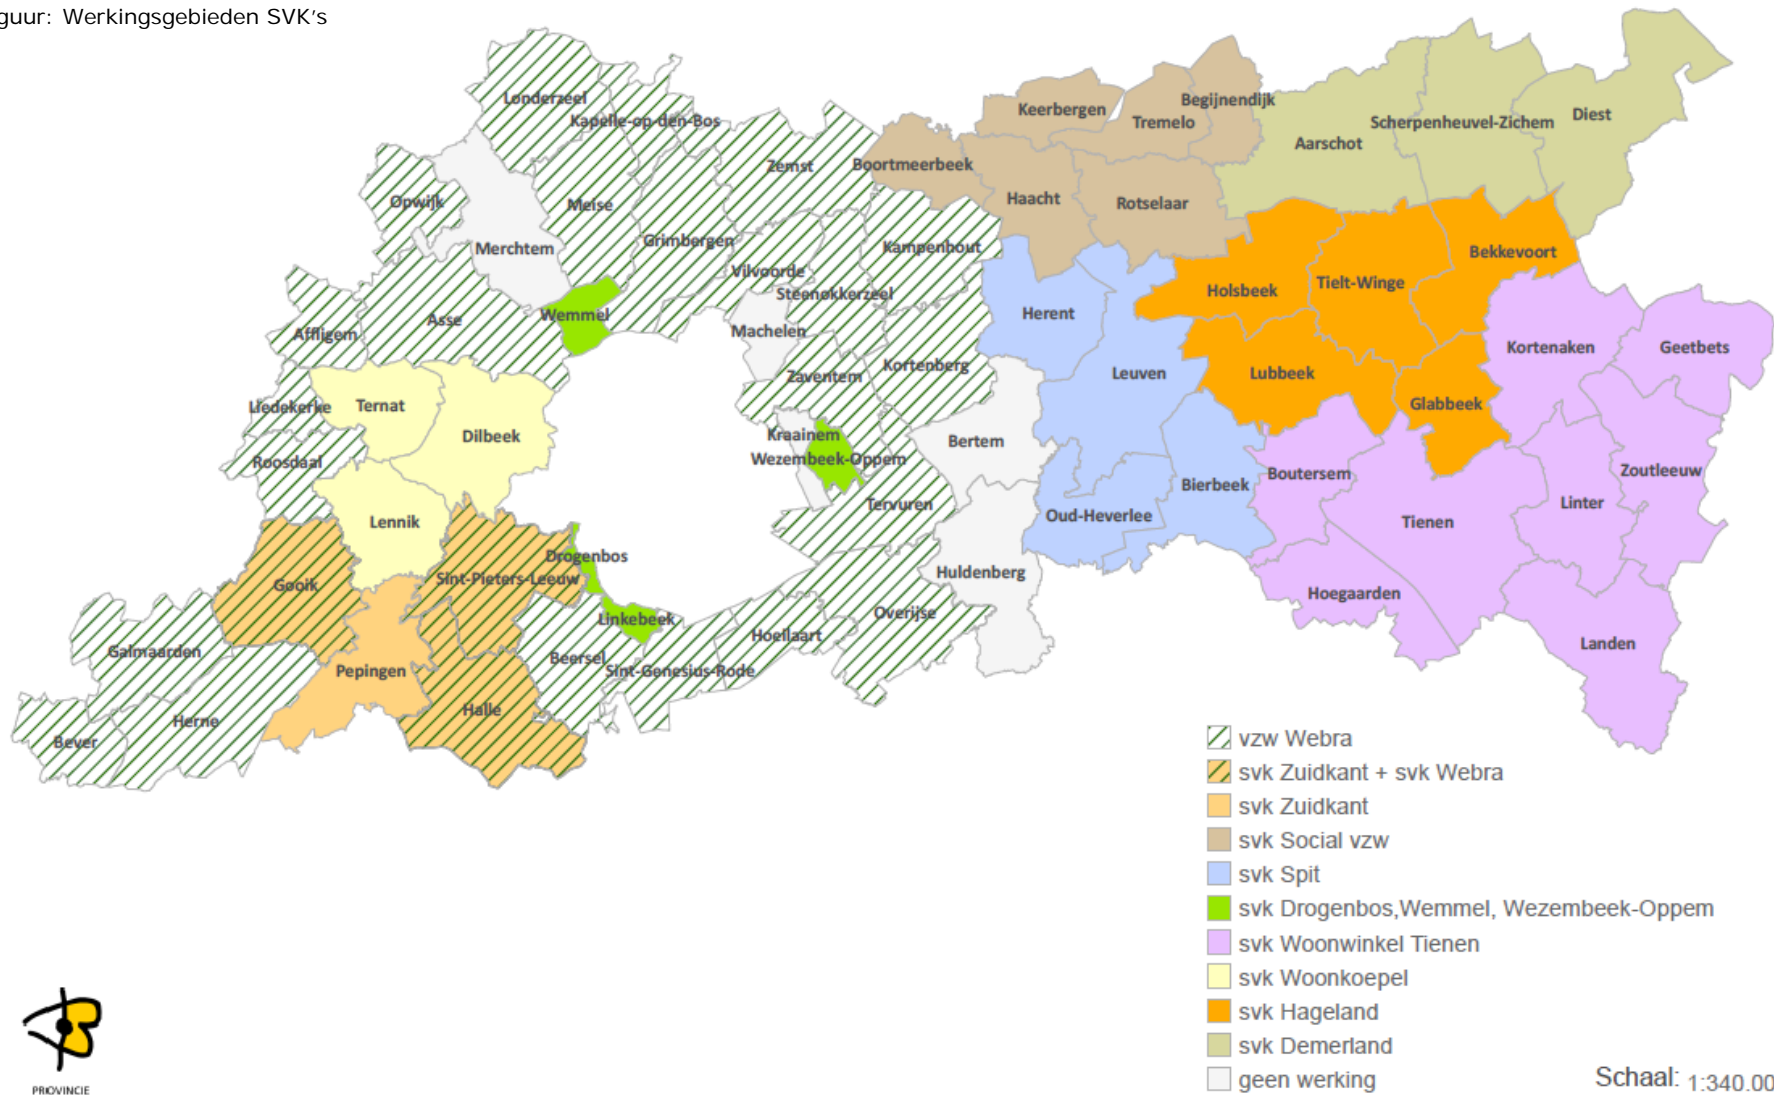 guur: Werkingsgebieden SVK's
Londerzeel
Kapelle-op-den-Bos
Zemst
Opwijk
Meise
Merchtem
Grimbergen
Vilvoorde
Kampenhout
Steenokkerzeel
Machelen
Affligem
Asse
Wemmel
Zaventem
Kortenberg
Liedekerke
Ternat
Dilbeek
Roosdaal
Kraainem
Wezembeek-Oppem
Bertem
Tervuren
Lennik
Drogenbos
Sint-Pieters-Leeuw
Gooik
Linkebeek
Huldenberg
Overijse
Hoeilaart
Beersel
Sint-Genesius-Rode
Galmaarden
Pepingen
Halle
Herne
Bever
Keerbergen
Begijnendijk
Tremelo
Boortmeerbeek
Haacht
Rotselaar
Aarschot
Scherpenheuvel-Zichem
Diest
Herent
Leuven
Holsbeek
Tielt-Winge
Bekkevoort
Lubbeek
Glabbeek
Kortenaken
Geetbets
Bierbeek
Oud-Heverlee
Boutersem
Tienen
Linter
Zoutleeuw
Hoegaarden
Landen
vzw Webra
svk Zuidkant + svk Webra
svk Zuidkant
svk Social vzw
svk Spit
svk Drogenbos,Wemmel, Wezembeek-Oppem
svk Woonwinkel Tienen
svk Woonkoepel
svk Hageland
svk Demerland
geen werking
Schaal: 1:340.00
PROVINCIE